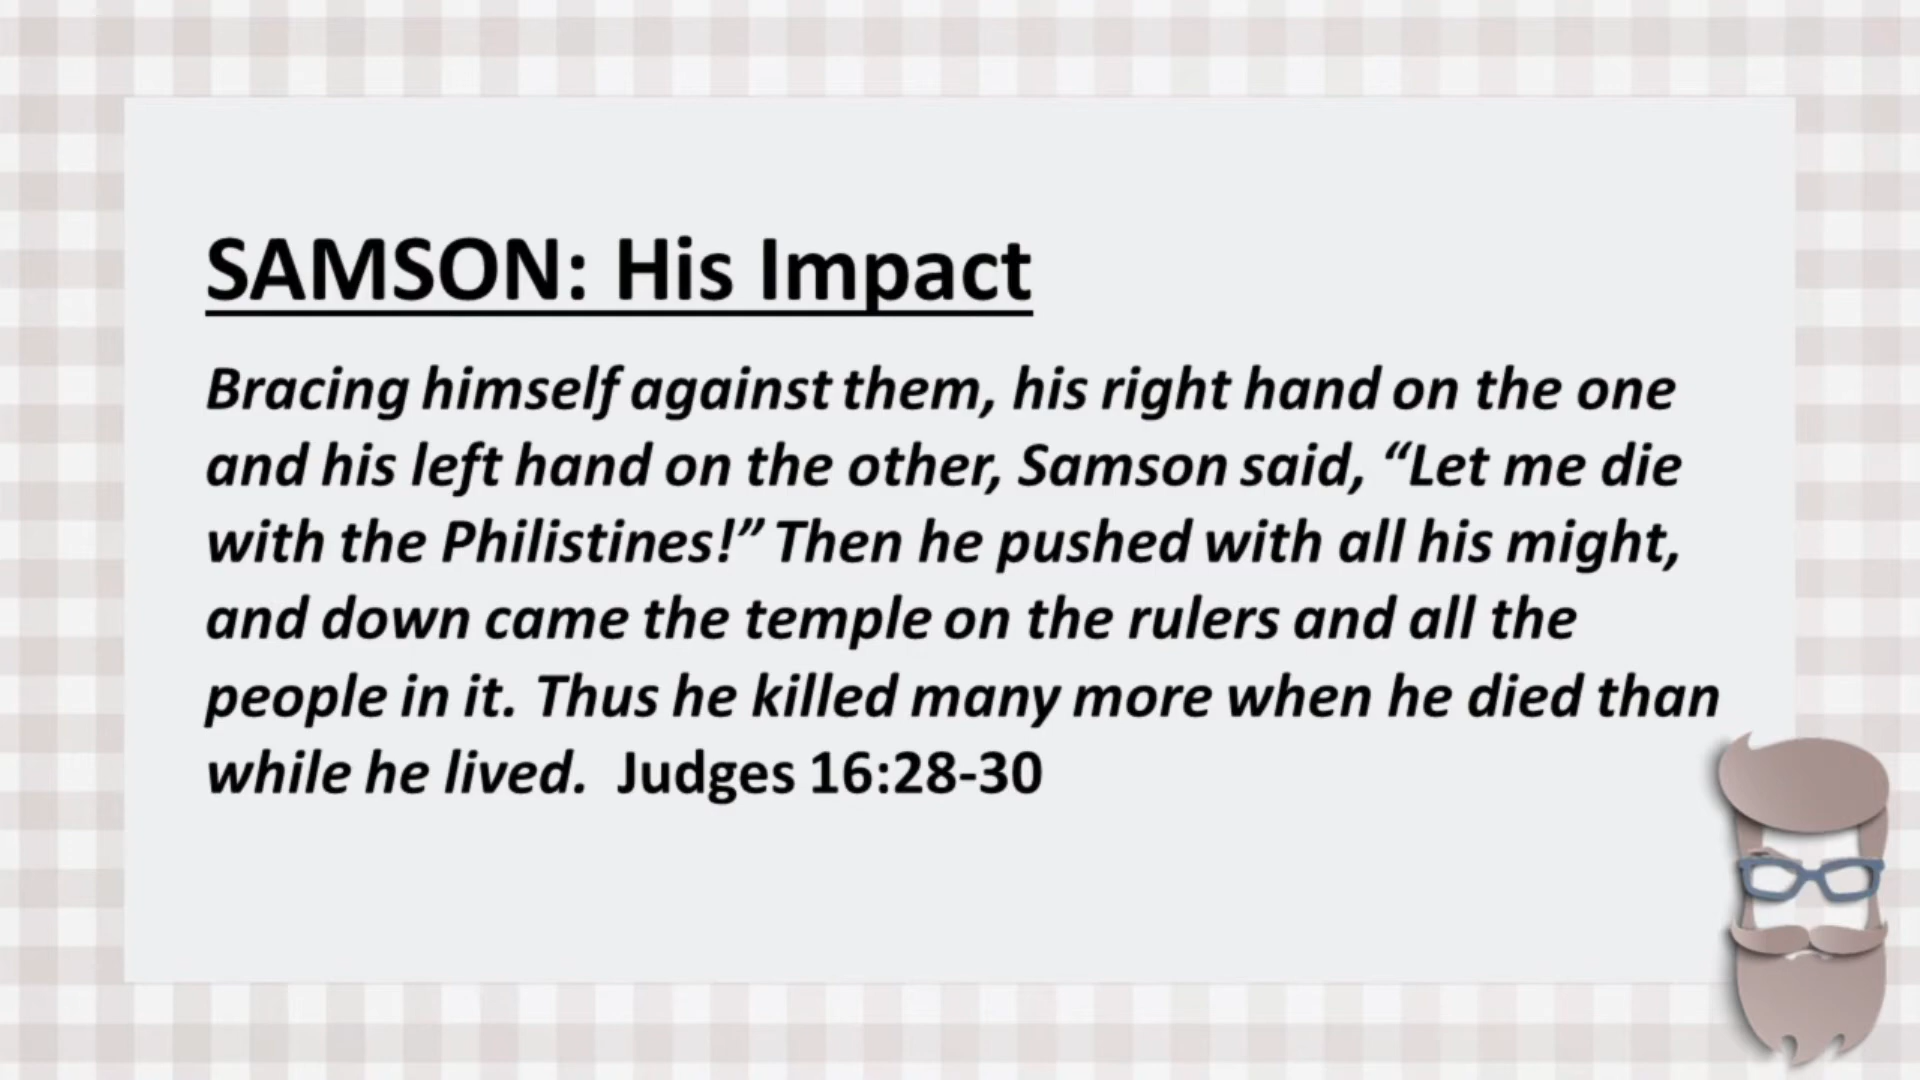 SAMSON: His Impact
Bracing himself against them, his right hand on the one
and his left hand on the other, Samson said, “Let me die
with the Philistines!” Then he pushed with all his might,
and down came the temple on the rulers and all the
people in it. Thus he killed many more when he died than
while he lived. Judges 16:28-30